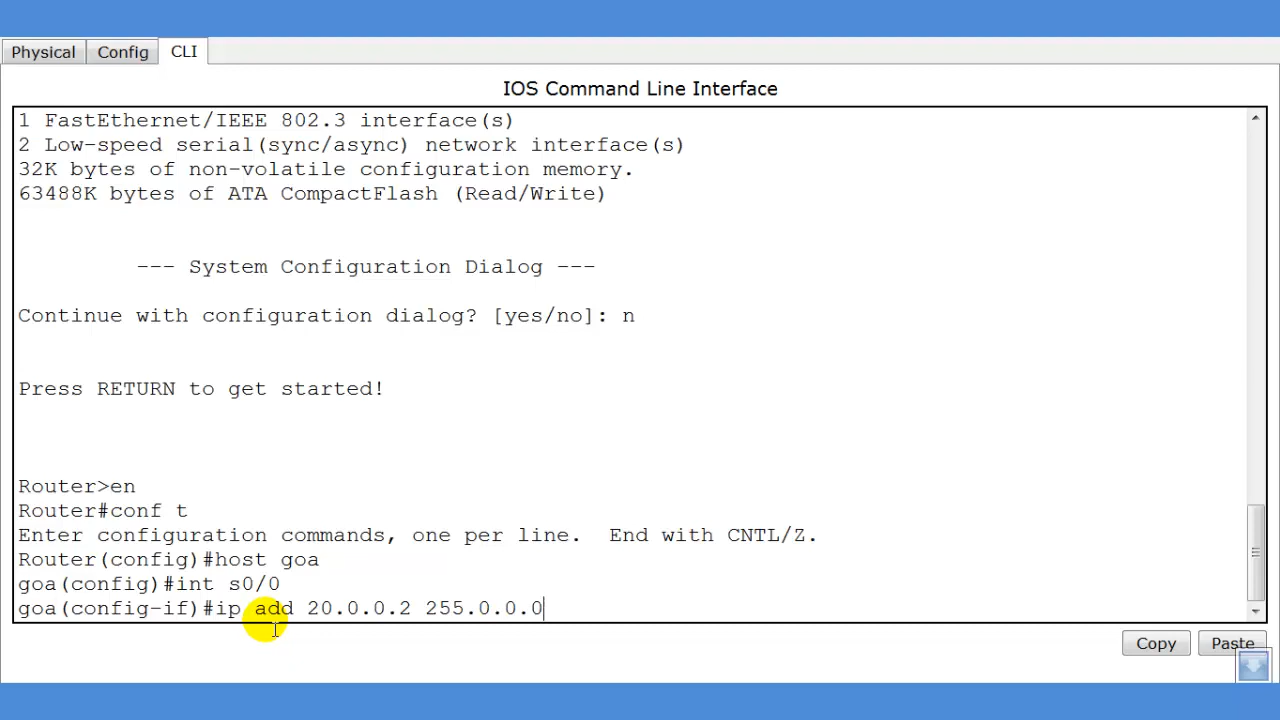 Physical Config CLI
IOS Command Line Interface
1 FastEthernet/IEEE 802.3 interface(s)
2 Low-speed serial(sync/async) network interface(s)
32K bytes of non-volatile configuration memory.
63488K bytes of ATA CompactFlash (Read/Write)
--- System Configuration Dialog ---
Continue with configuration dialog? [yes/no]: n
Press RETURN to get started!
Router>en
Router#conf t
Enter configuration commands, one per line.  End with CNTL/Z.
Router(config)#host goa
goa(config)#int s0/0
goa(config-if)#ip add 20.0.0.2 255.0.0.0
Copy Paste